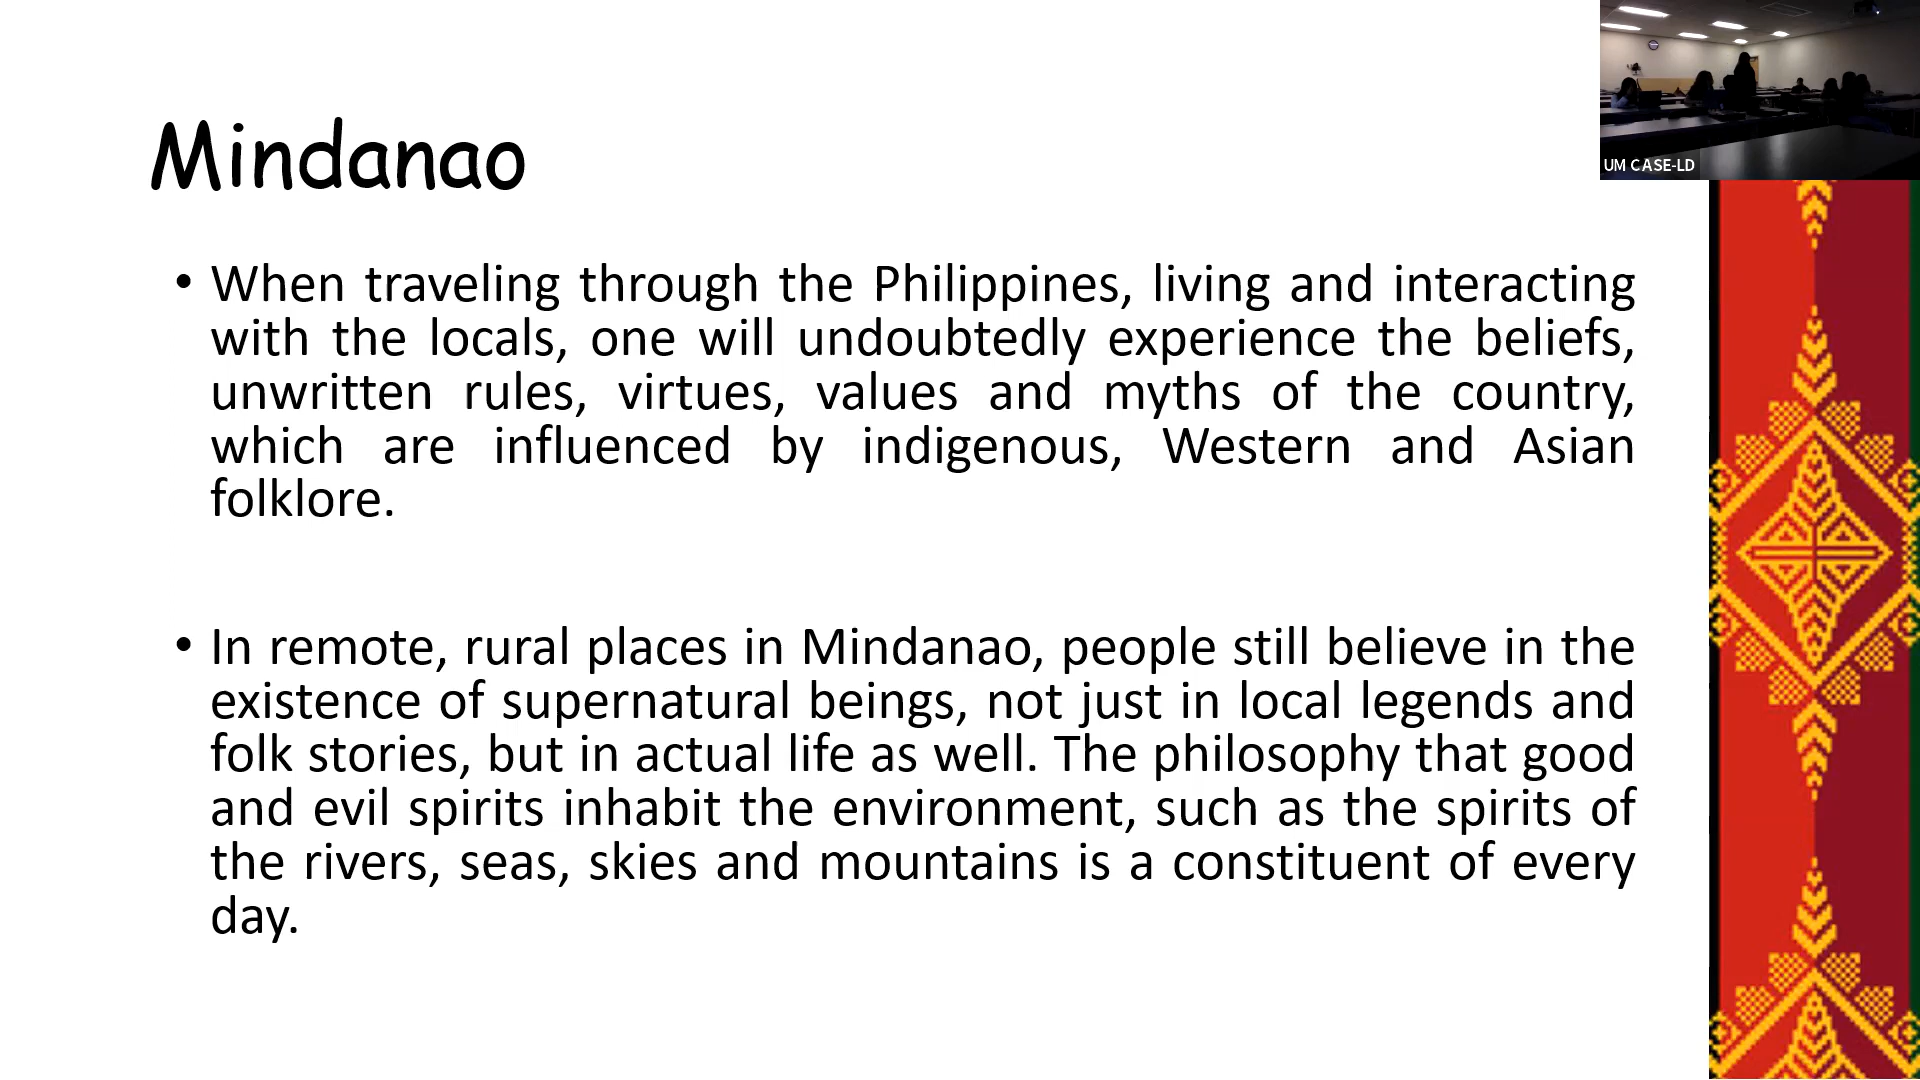 UM CASE-LD
Mindanao
• When traveling through the Philippines, living and interacting
with the locals, one will undoubtedly experience the beliefs,
unwritten rules, virtues, values and myths of the country,
which are influenced by indigenous, Western and Asian
folklore.
• In remote, rural places in Mindanao, people still believe in the
existence of supernatural beings, not just in local legends and
folk stories, but in actual life as well. The philosophy that good
and evil spirits inhabit the environment, such as the spirits of
the rivers, seas, skies and mountains is a constituent of every
day.